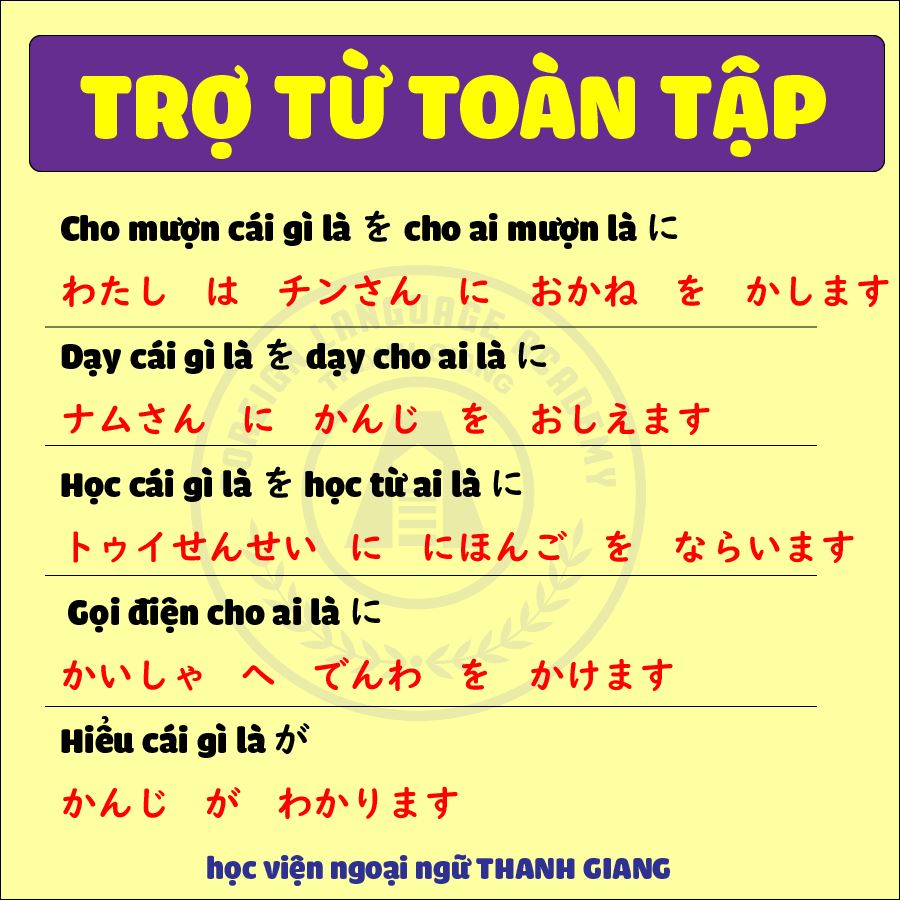 TRỢ TỪ TOÀN TẬP
Cho mượn cái gì là を cho ai mượn là に
わたし は チンさん に おかね を かします
Dạy cái gì là を dạy cho ai là に
ナムさん に かんじ を おしえます
Học cái gì là を học từ ai là に
トゥイせんせい に にほんご を ならいます
Gọi điện cho ai là に
かいしゃ へ でんわ を かけます
Hiểu cái gì là が
かんじ が わかります
học viện ngoại ngữ THANH GIANG